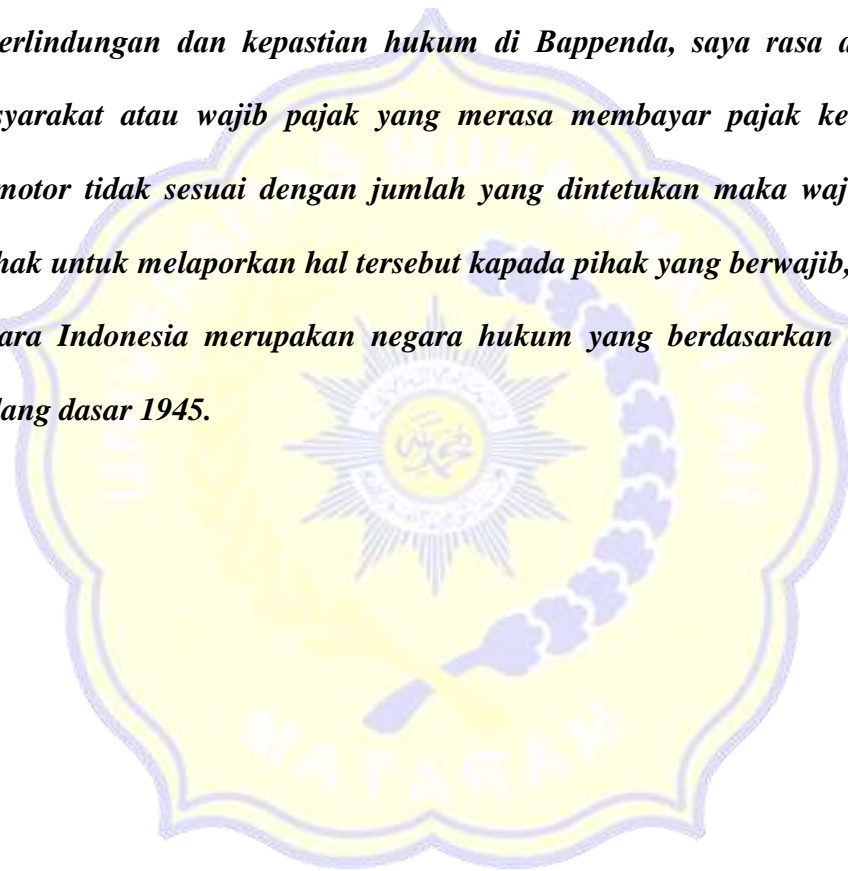 erlindungan dan kepastian hukum di Bappenda, saya rasa a
syarakat atau wajib pajak yang merasa membayar pajak ke
motor tidak sesuai dengan jumlah yang dintetukan maka waj
hak untuk melaporkan hal tersebut kapada pihak yang berwajib,
ara Indonesia merupakan negara hukum yang berdasarkan
lang dasar 1945.
UNIVERSITAS MUHAMMADIYAH
MATARAM